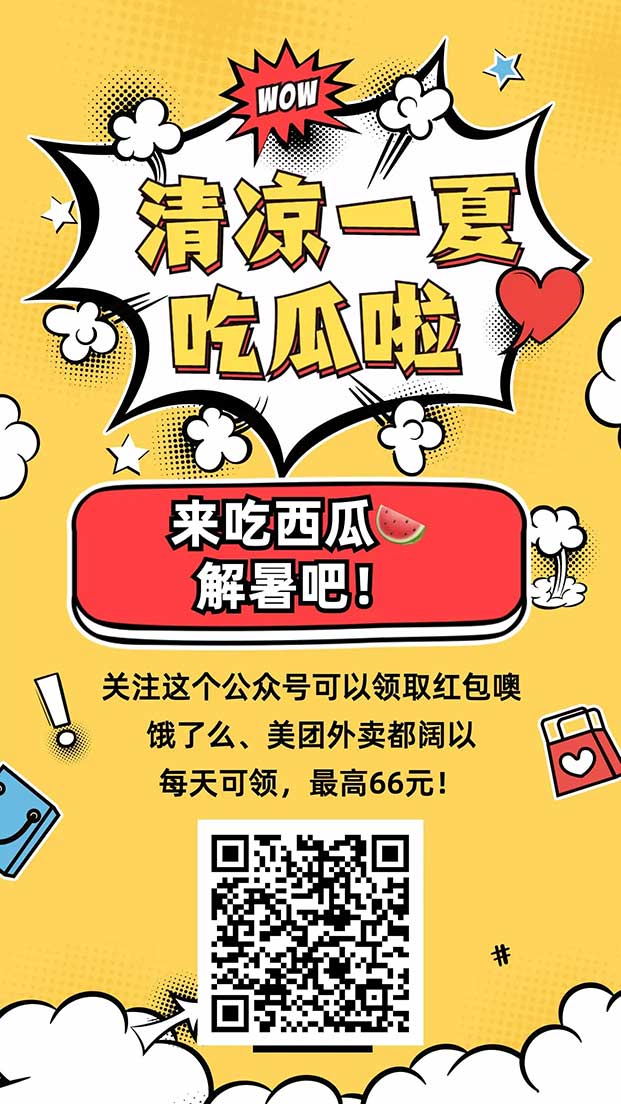 WOW
清凉一夏
吃瓜啦
来吃西瓜🍉
解暑吧！
关注这个公众号可以领取红包噢
饿了么、美团外卖都阔以
每天可领，最高66元！
#